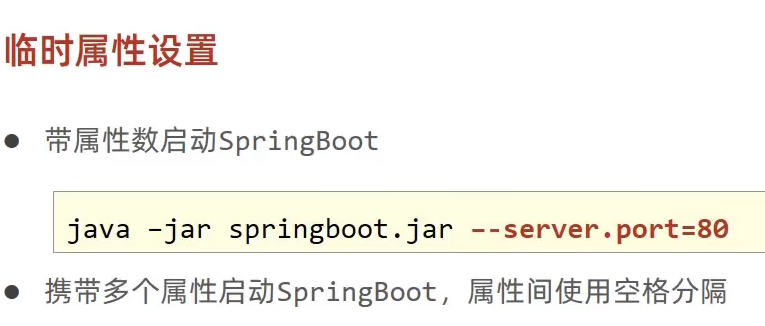 临时属性设置
● 带属性数启动SpringBoot
java –jar springboot.jar –-server.port=80
● 携带多个属性启动SpringBoot，属性间使用空格分隔